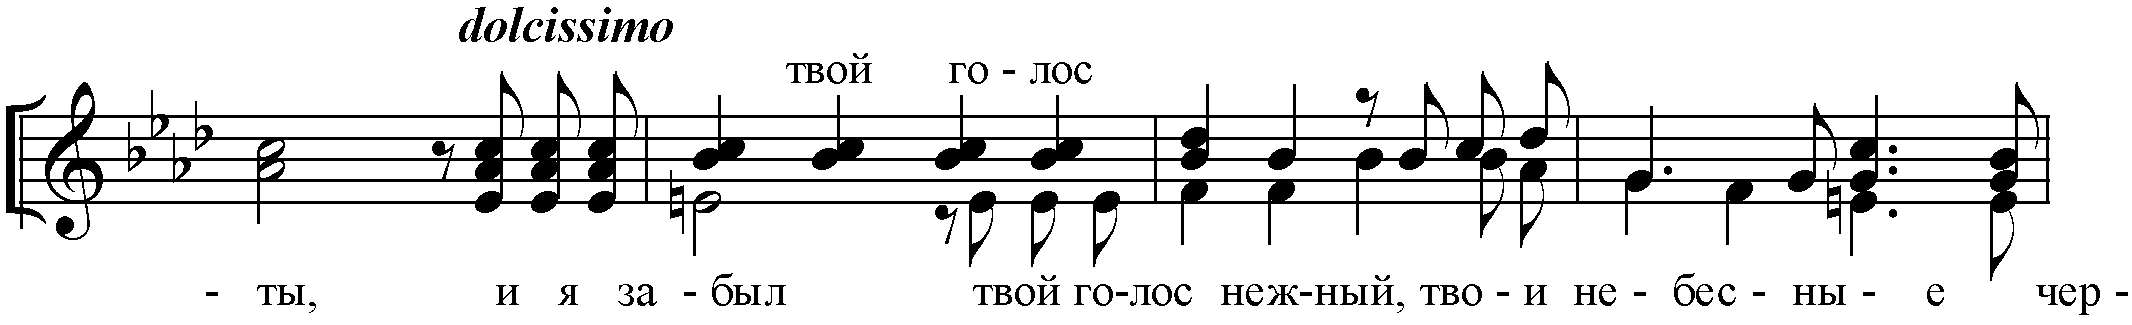 dolcissimo
твой го - лос
- ты, и я за - был твой го-лос неж-ный, тво - и не - бес - ны - е чер -